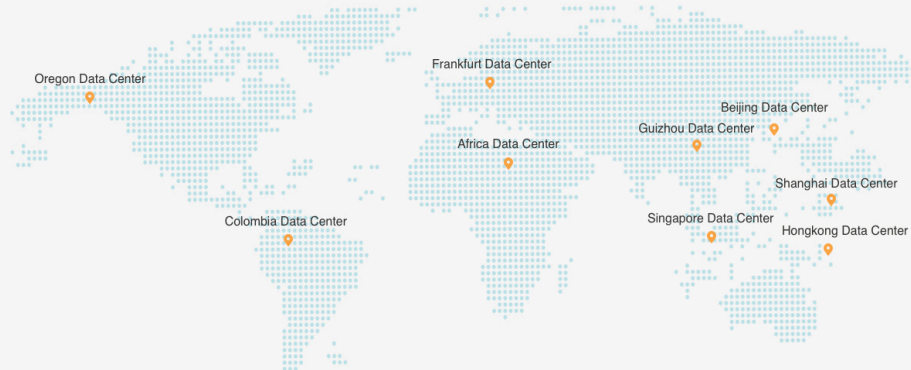 Frankfurt Data Center
Oregon Data Center
Beijing Data Center
Guizhou Data Center
Africa Data Center
Shanghai Data Center
Singapore Data Center
Colombia Data Center
Hongkong Data Center